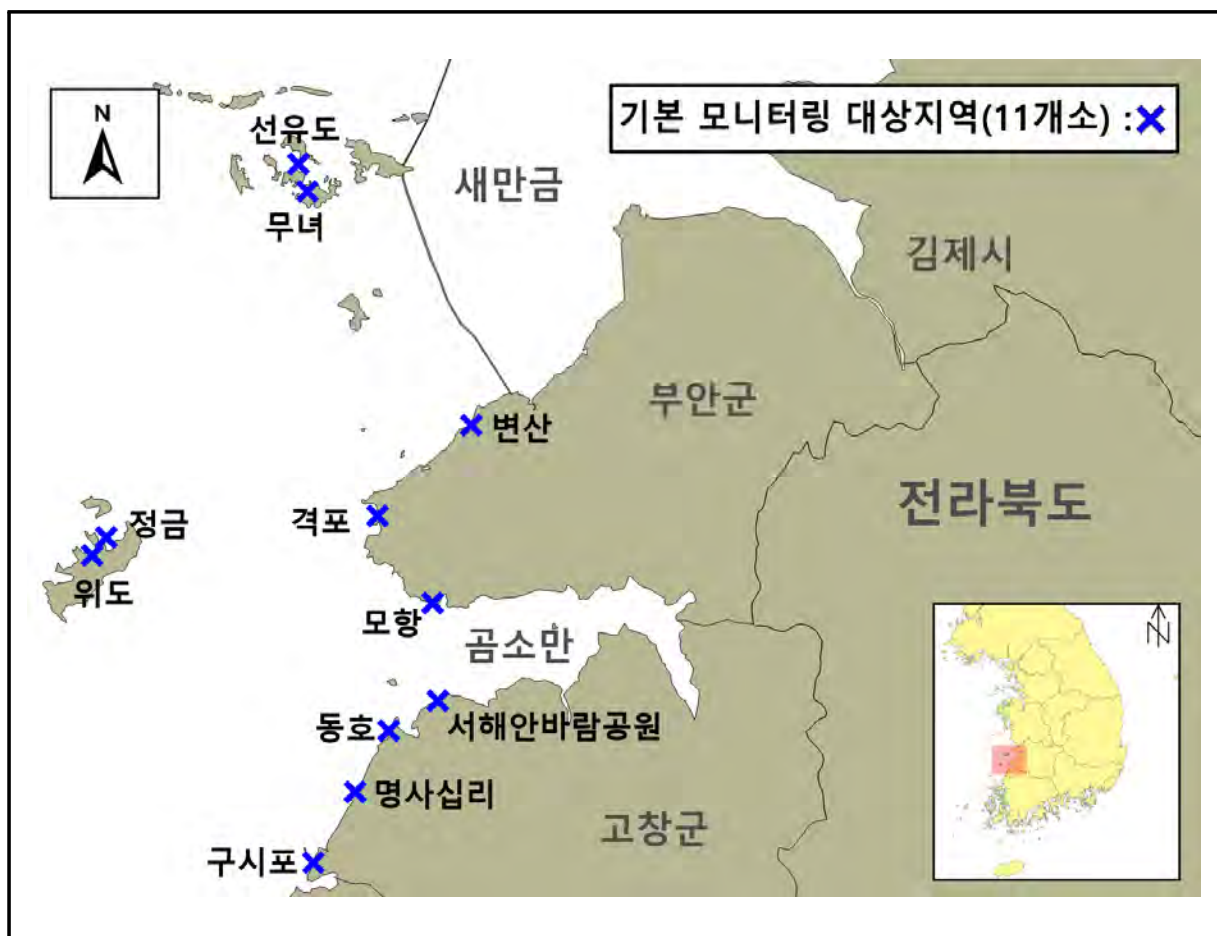 N
기본 모니터링 대상지역(11개소) :
선유도
새만금
무녀
김제시
부안군
변산
전라북도
격포
정금
위도
모항
곰소만
N
서해안바람공원
동호
명사십리
고창군
구시포